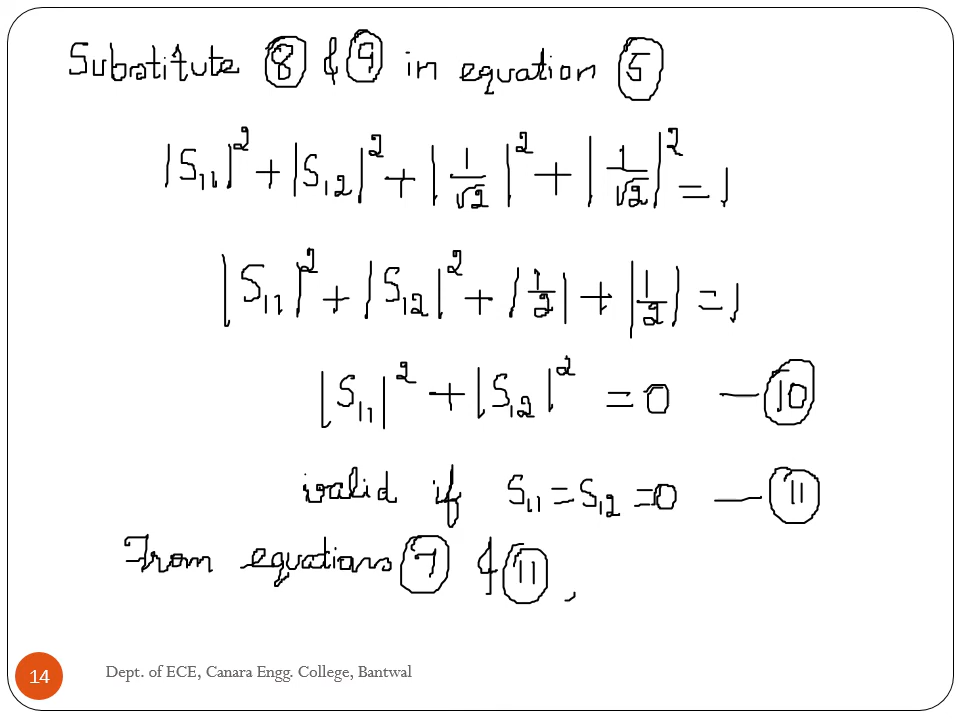 Substitute ⑧ & ⑨ in equation ⑤
|S₁₁|² + |S₁₂|² + |1/√2|² + |1/√2|² = 1
|S₁₁|² + |S₁₂|² + |1/2| + |1/2| = 1
|S₁₁|² + |S₁₂|² = 0 — ⑩
valid if S₁₁ = S₁₂ = 0 — ⑪
From equations ⑦ & ⑪,
14 Dept. of ECE, Canara Engg. College, Bantwal